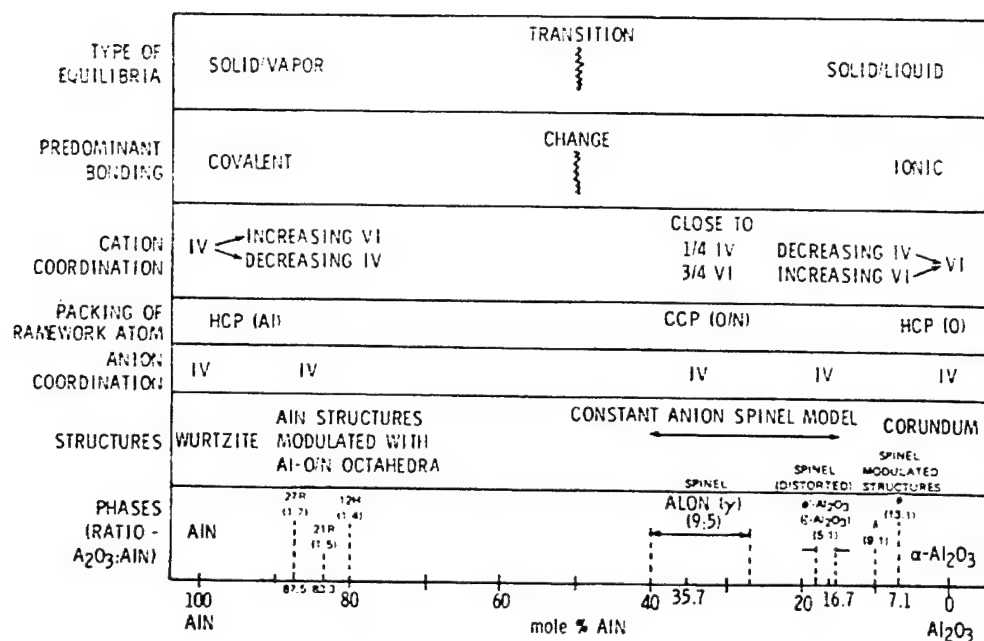 TYPE OF
EQUILIBRIA
SOLID/VAPOR
TRANSITION
SOLID/LIQUID
PREDOMINANT
BONDING
COVALENT
CHANGE
IONIC
CATION
COORDINATION
IV
INCREASING VI
DECREASING IV
CLOSE TO
1/4 IV
3/4 VI
DECREASING IV
INCREASING VI
VI
PACKING OF
RAMEWORK ATOM
HCP (Al)
CCP (O/N)
HCP (O)
ANION
COORDINATION
IV
IV
IV
IV
IV
STRUCTURES
WURTZITE
AlN STRUCTURES
MODULATED WITH
Al-O/N OCTAHEDRA
CONSTANT ANION SPINEL MODEL
CORUNDUM
PHASES
(RATIO -
Al2O3:AlN)
AlN
27R
(1:7)
21R
(1:5)
12H
(1:4)
SPINEL
ALON (γ)
(9:5)
SPINEL
(DISTORTED)
-Al2O3
-Al2O3)
(5:1)
SPINEL
MODULATED
STRUCTURES
(9:1)
(13:1)
α-Al2O3
87.5
83.3
100
80
60
40
35.7
20
16.7
7.1
0
AlN
mole % AlN
Al2O3